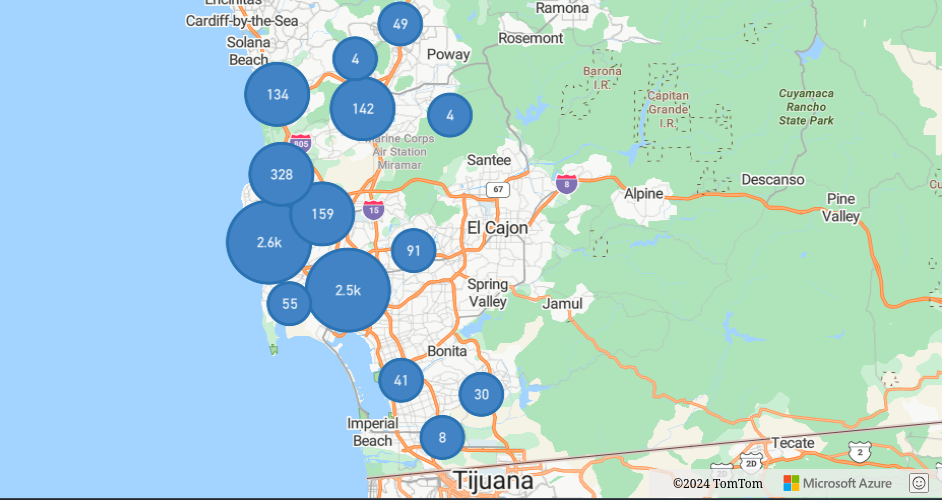 Encinitas
Cardiff-by-the-Sea
Solana
Beach
49
4
Poway
Ramona
Rosemont
134
142
4
Barona
I.R.
Capitan
Grande
I.R.
Cuyamaca
Rancho
State Park
805
Marine Corps
Air Station
Miramar
Santee
328
67
8
Alpine
Descanso
Pine
Valley
Cu
159
15
2.6k
91
El Cajon
2.5k
55
Spring
Valley
Jamul
Bonita
41
30
Imperial
Beach
8
Tecate
2
2D
2D
Tijuana
©2024 TomTom
Microsoft Azure